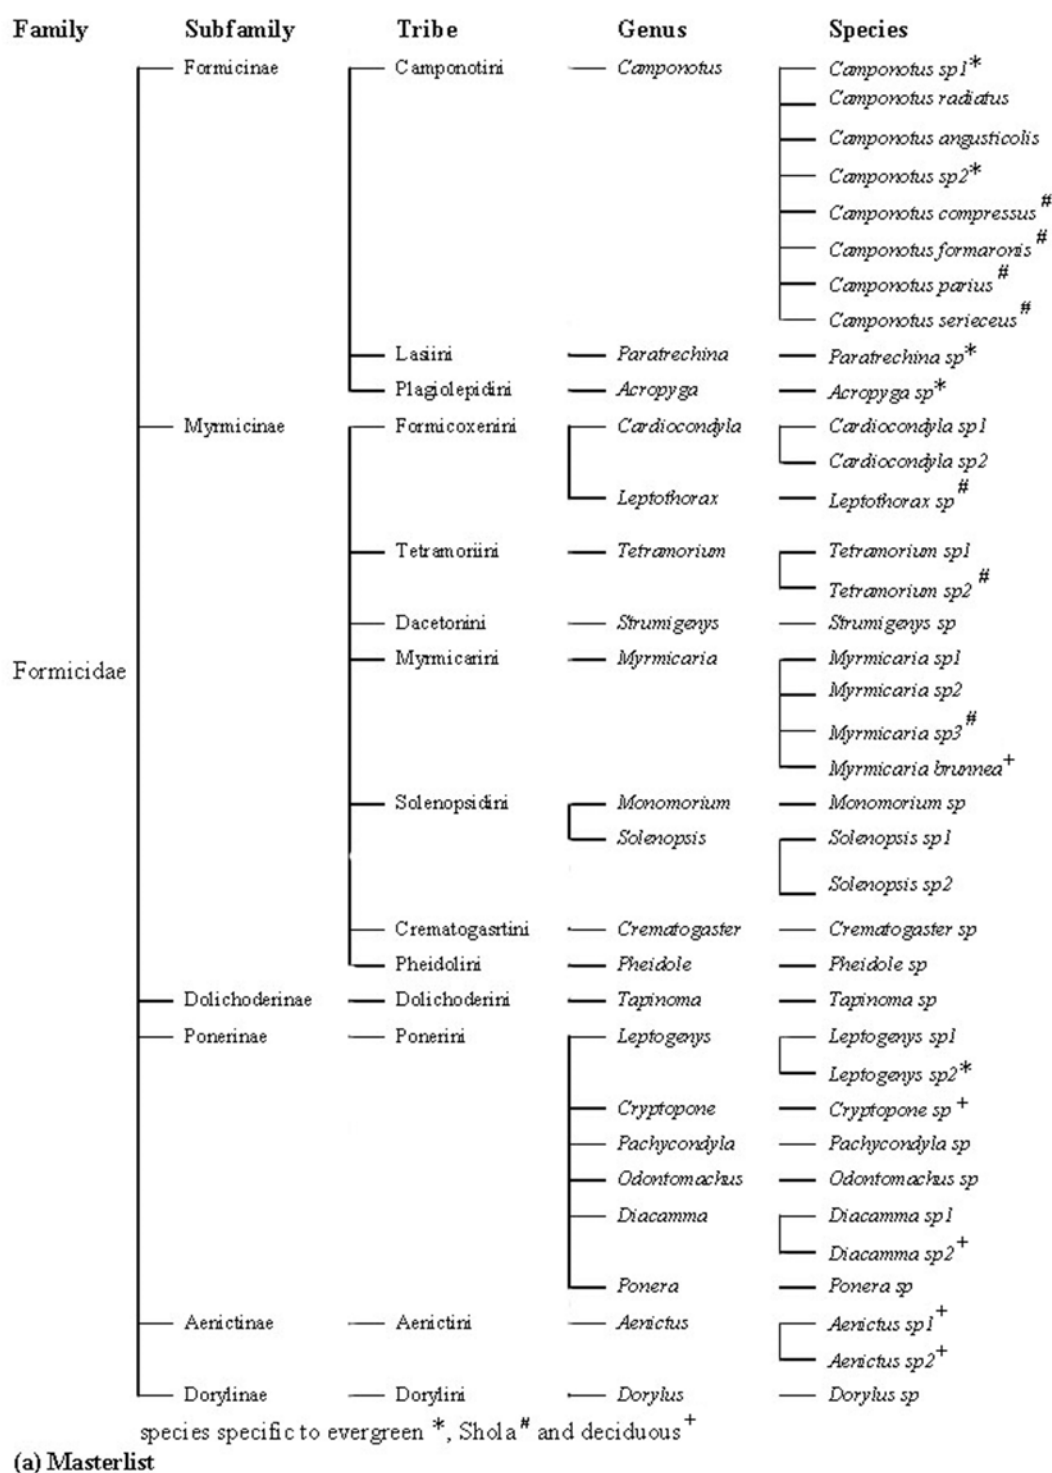 Family Subfamily Tribe Genus Species
Formicinae Camponotini Camponotus Camponotus sp1*
Camponotus radiatus
Camponotus angusticolis
Camponotus sp2*
Camponotus compressus#
Camponotus formaronis#
Camponotus parius#
Camponotus serieceus#
Lasiini Paratrechina Paratrechina sp*
Plagiolepidini Acropyga Acropyga sp*
Myrmicinae Formicoxenini Cardiocondyla Cardiocondyla sp1
Cardiocondyla sp2
Leptothorax Leptothorax sp#
Tetramoriini Tetramorium Tetramorium sp1
Tetramorium sp2#
Dacetonini Strumigenys Strumigenys sp
Myrmicarini Myrmicaria Myrmicaria sp1
Formicidae
Myrmicaria sp2
Myrmicaria sp3#
Myrmicaria brunnea+
Solenopsidini Monomorium Monomorium sp
Solenopsis Solenopsis sp1
Solenopsis sp2
Crematogasrtini Crematogaster Crematogaster sp
Pheidolini Pheidole Pheidole sp
Dolichoderinae Dolichoderini Tapinoma Tapinoma sp
Ponerinae Ponerini Leptogenys Leptogenys sp1
Leptogenys sp2*
Cryptopone Cryptopone sp+
Pachycondyla Pachycondyla sp
Odontomachus Odontomachus sp
Diacamma Diacamma sp1
Diacamma sp2+
Ponera Ponera sp
Aenictinae Aenictini Aenictus Aenictus sp1+
Aenictus sp2+
Dorylinae Dorylini Dorylus Dorylus sp
species specific to evergreen *, Shola# and deciduous+
(a) Masterlist